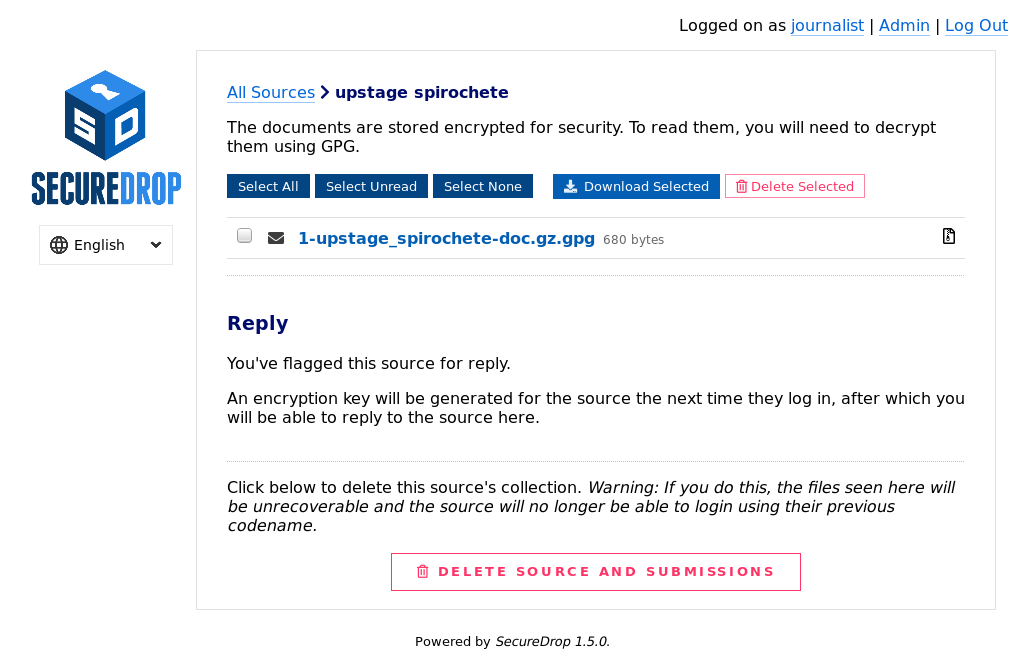 Logged on as journalist | Admin | Log Out
SECUREDROP
English
All Sources > upstage spirochete
The documents are stored encrypted for security. To read them, you will need to decrypt
them using GPG.
Select All Select Unread Select None Download Selected Delete Selected
1-upstage_spirochete-doc.gz.gpg 680 bytes
Reply
You've flagged this source for reply.
An encryption key will be generated for the source the next time they log in, after which you
will be able to reply to the source here.
Click below to delete this source's collection. Warning: If you do this, the files seen here will
be unrecoverable and the source will no longer be able to login using their previous
codename.
DELETE SOURCE AND SUBMISSIONS
Powered by SecureDrop 1.5.0.